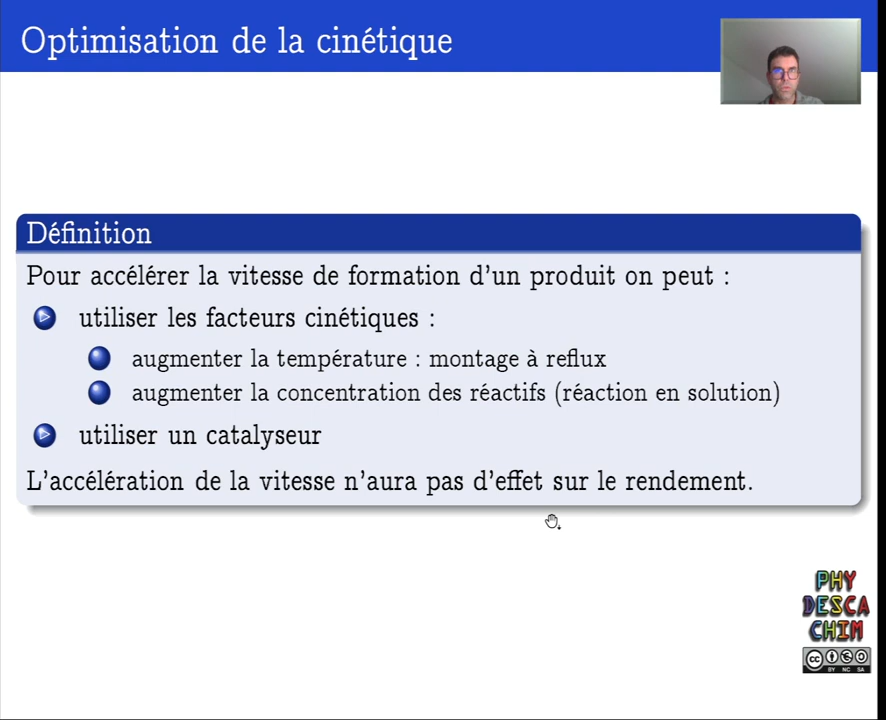 Optimisation de la cinétique
Définition
Pour accélérer la vitesse de formation d'un produit on peut :
utiliser les facteurs cinétiques :
augmenter la température : montage à reflux
augmenter la concentration des réactifs (réaction en solution)
utiliser un catalyseur
L'accélération de la vitesse n'aura pas d'effet sur le rendement.
PHY
DESCA
CHIM
CC
BY NC SA